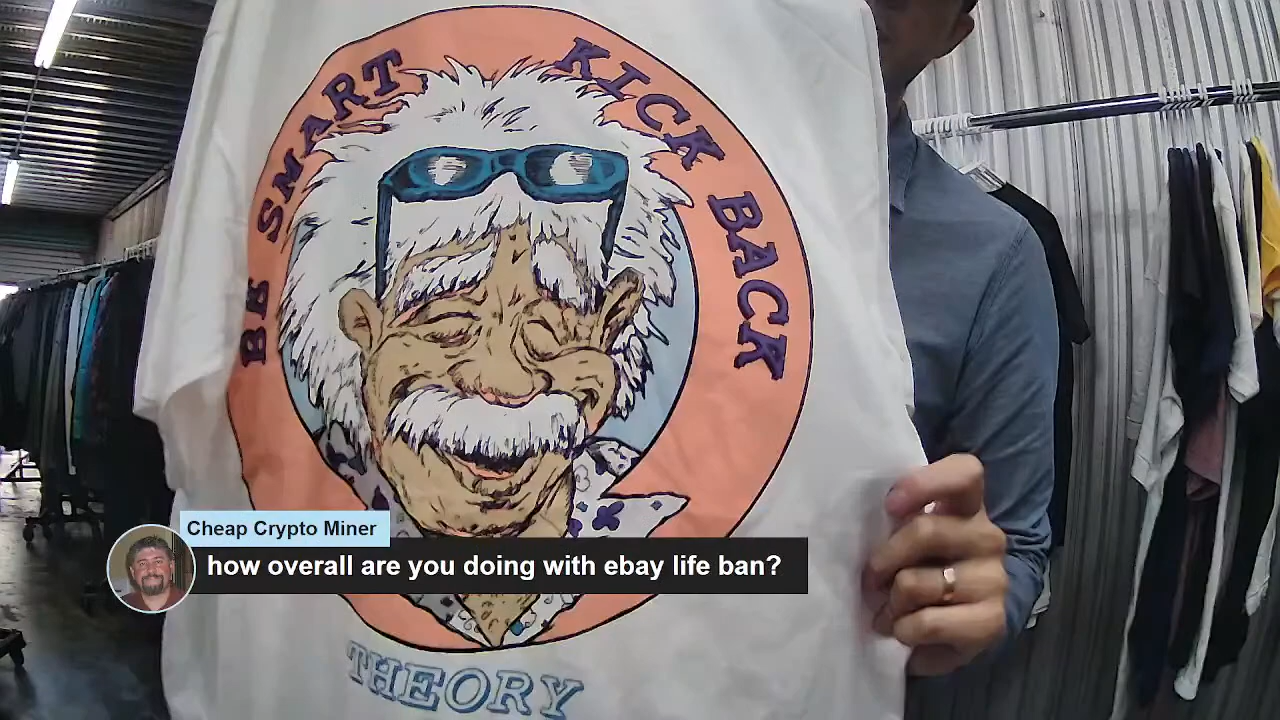 BE SMART KICK BACK
THEORY
Cheap Crypto Miner
how overall are you doing with ebay life ban?